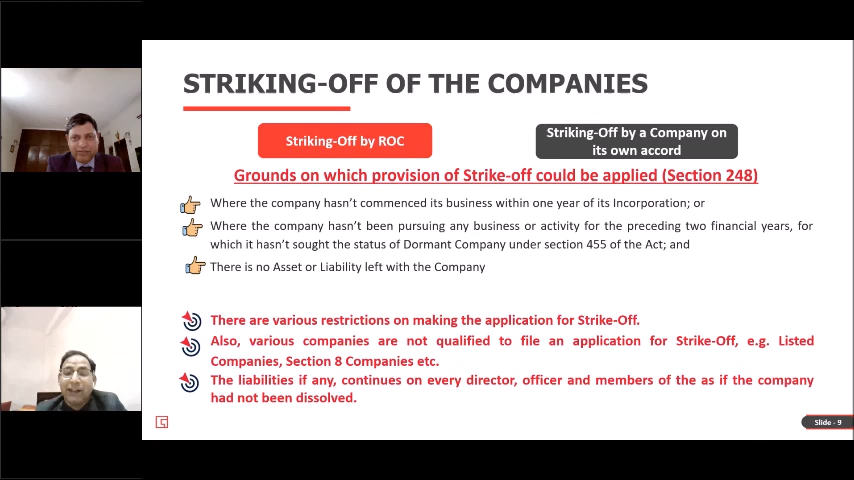 STRIKING-OFF OF THE COMPANIES
Striking-Off by ROC
Striking-Off by a Company on
its own accord
Grounds on which provision of Strike-off could be applied (Section 248)
Where the company hasn't commenced its business within one year of its Incorporation; or
Where the company hasn't been pursuing any business or activity for the preceding two financial years, for
which it hasn't sought the status of Dormant Company under section 455 of the Act; and
There is no Asset or Liability left with the Company
There are various restrictions on making the application for Strike-Off.
Also, various companies are not qualified to file an application for Strike-Off, e.g. Listed
Companies, Section 8 Companies etc.
The liabilities if any, continues on every director, officer and members of the as if the company
had not been dissolved.
Slide - 9